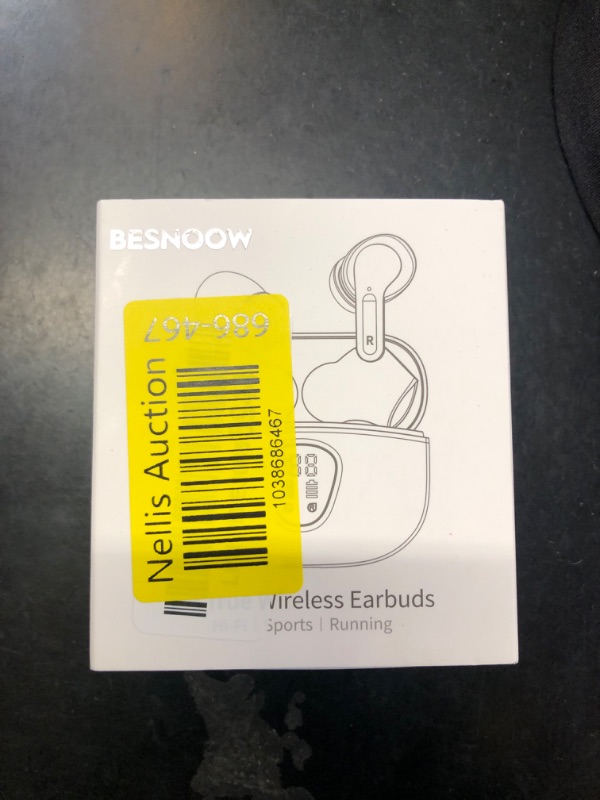 BESNOOW
686-467
Nellis Auction
1038686467
R
Wireless Earbuds
Sports | Running